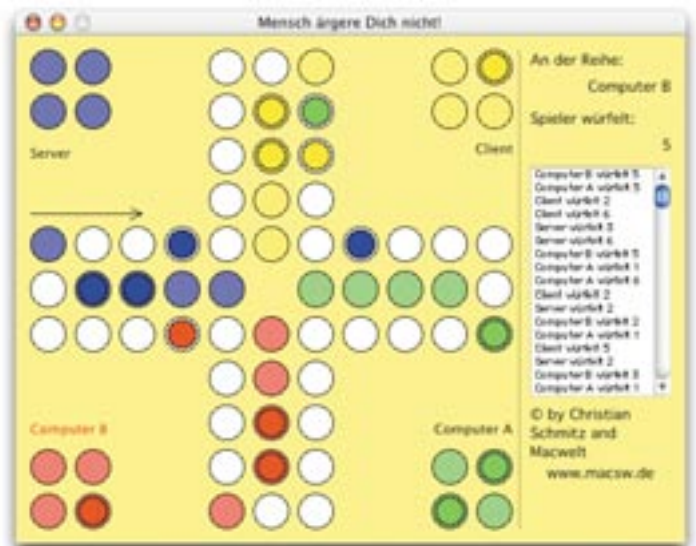 Mensch ärgere Dich nicht!
An der Reihe:
Computer B
Spieler würfelt:
5
Server
Client
Computer B würfelt 5
Computer A würfelt 5
Client würfelt 2
Client würfelt 6
Server würfelt 3
Server würfelt 6
Computer B würfelt 5
Computer A würfelt 1
Computer A würfelt 6
Client würfelt 2
Server würfelt 2
Computer B würfelt 2
Computer A würfelt 1
Client würfelt 5
Server würfelt 2
Computer B würfelt 3
Computer A würfelt 1
Computer B
Computer A
© by Christian
Schmitz and
Macwelt
www.macsw.de